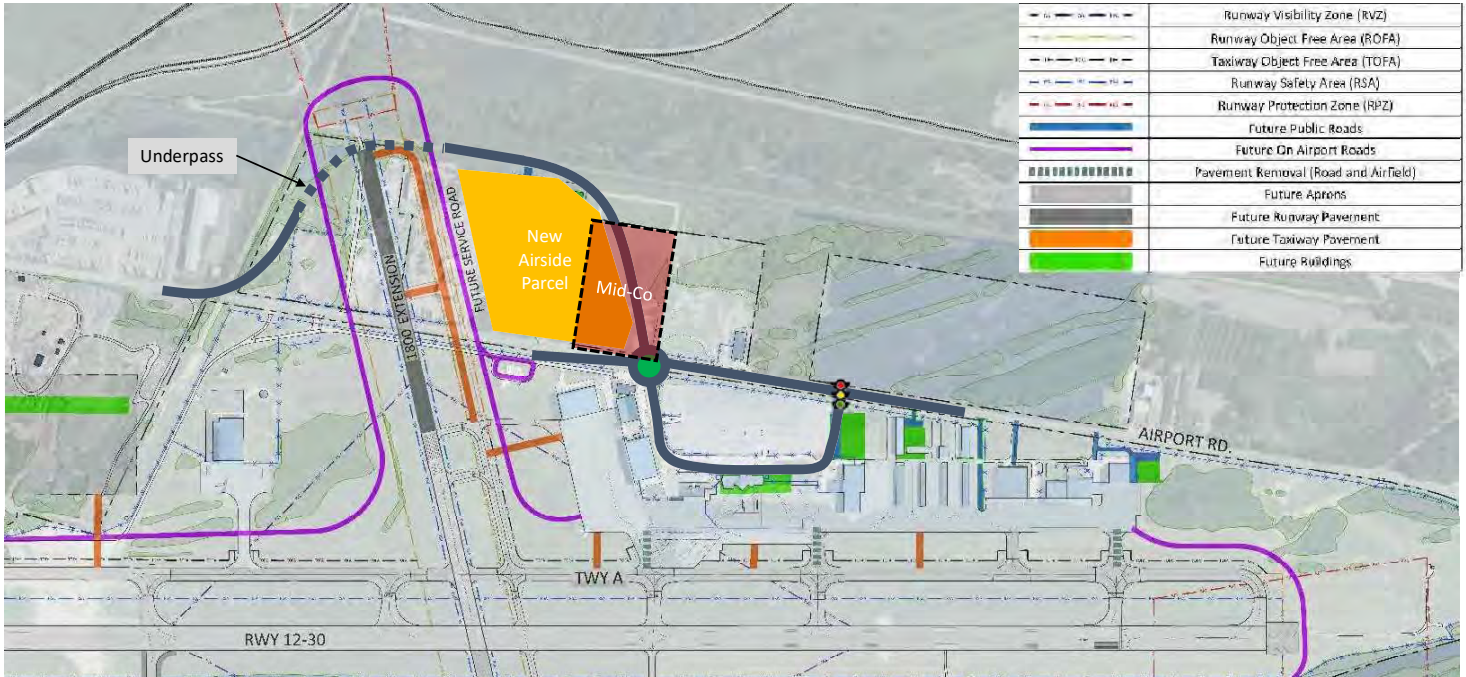 Runway Visibility Zone (RVZ)
Runway Object Free Area (ROFA)
Taxiway Object Free Area (TOFA)
Runway Safety Area (RSA)
Runway Protection Zone (RPZ)
Future Public Roads
Future On Airport Roads
Pavement Removal (Road and Airfield)
Future Aprons
Future Runway Pavement
Future Taxiway Pavement
Future Buildings
Underpass
New
Airside
Parcel
Mid-Co
FUTURE SERVICE ROAD
EXTENSION
AIRPORT RD.
TWY A
RWY 12-30